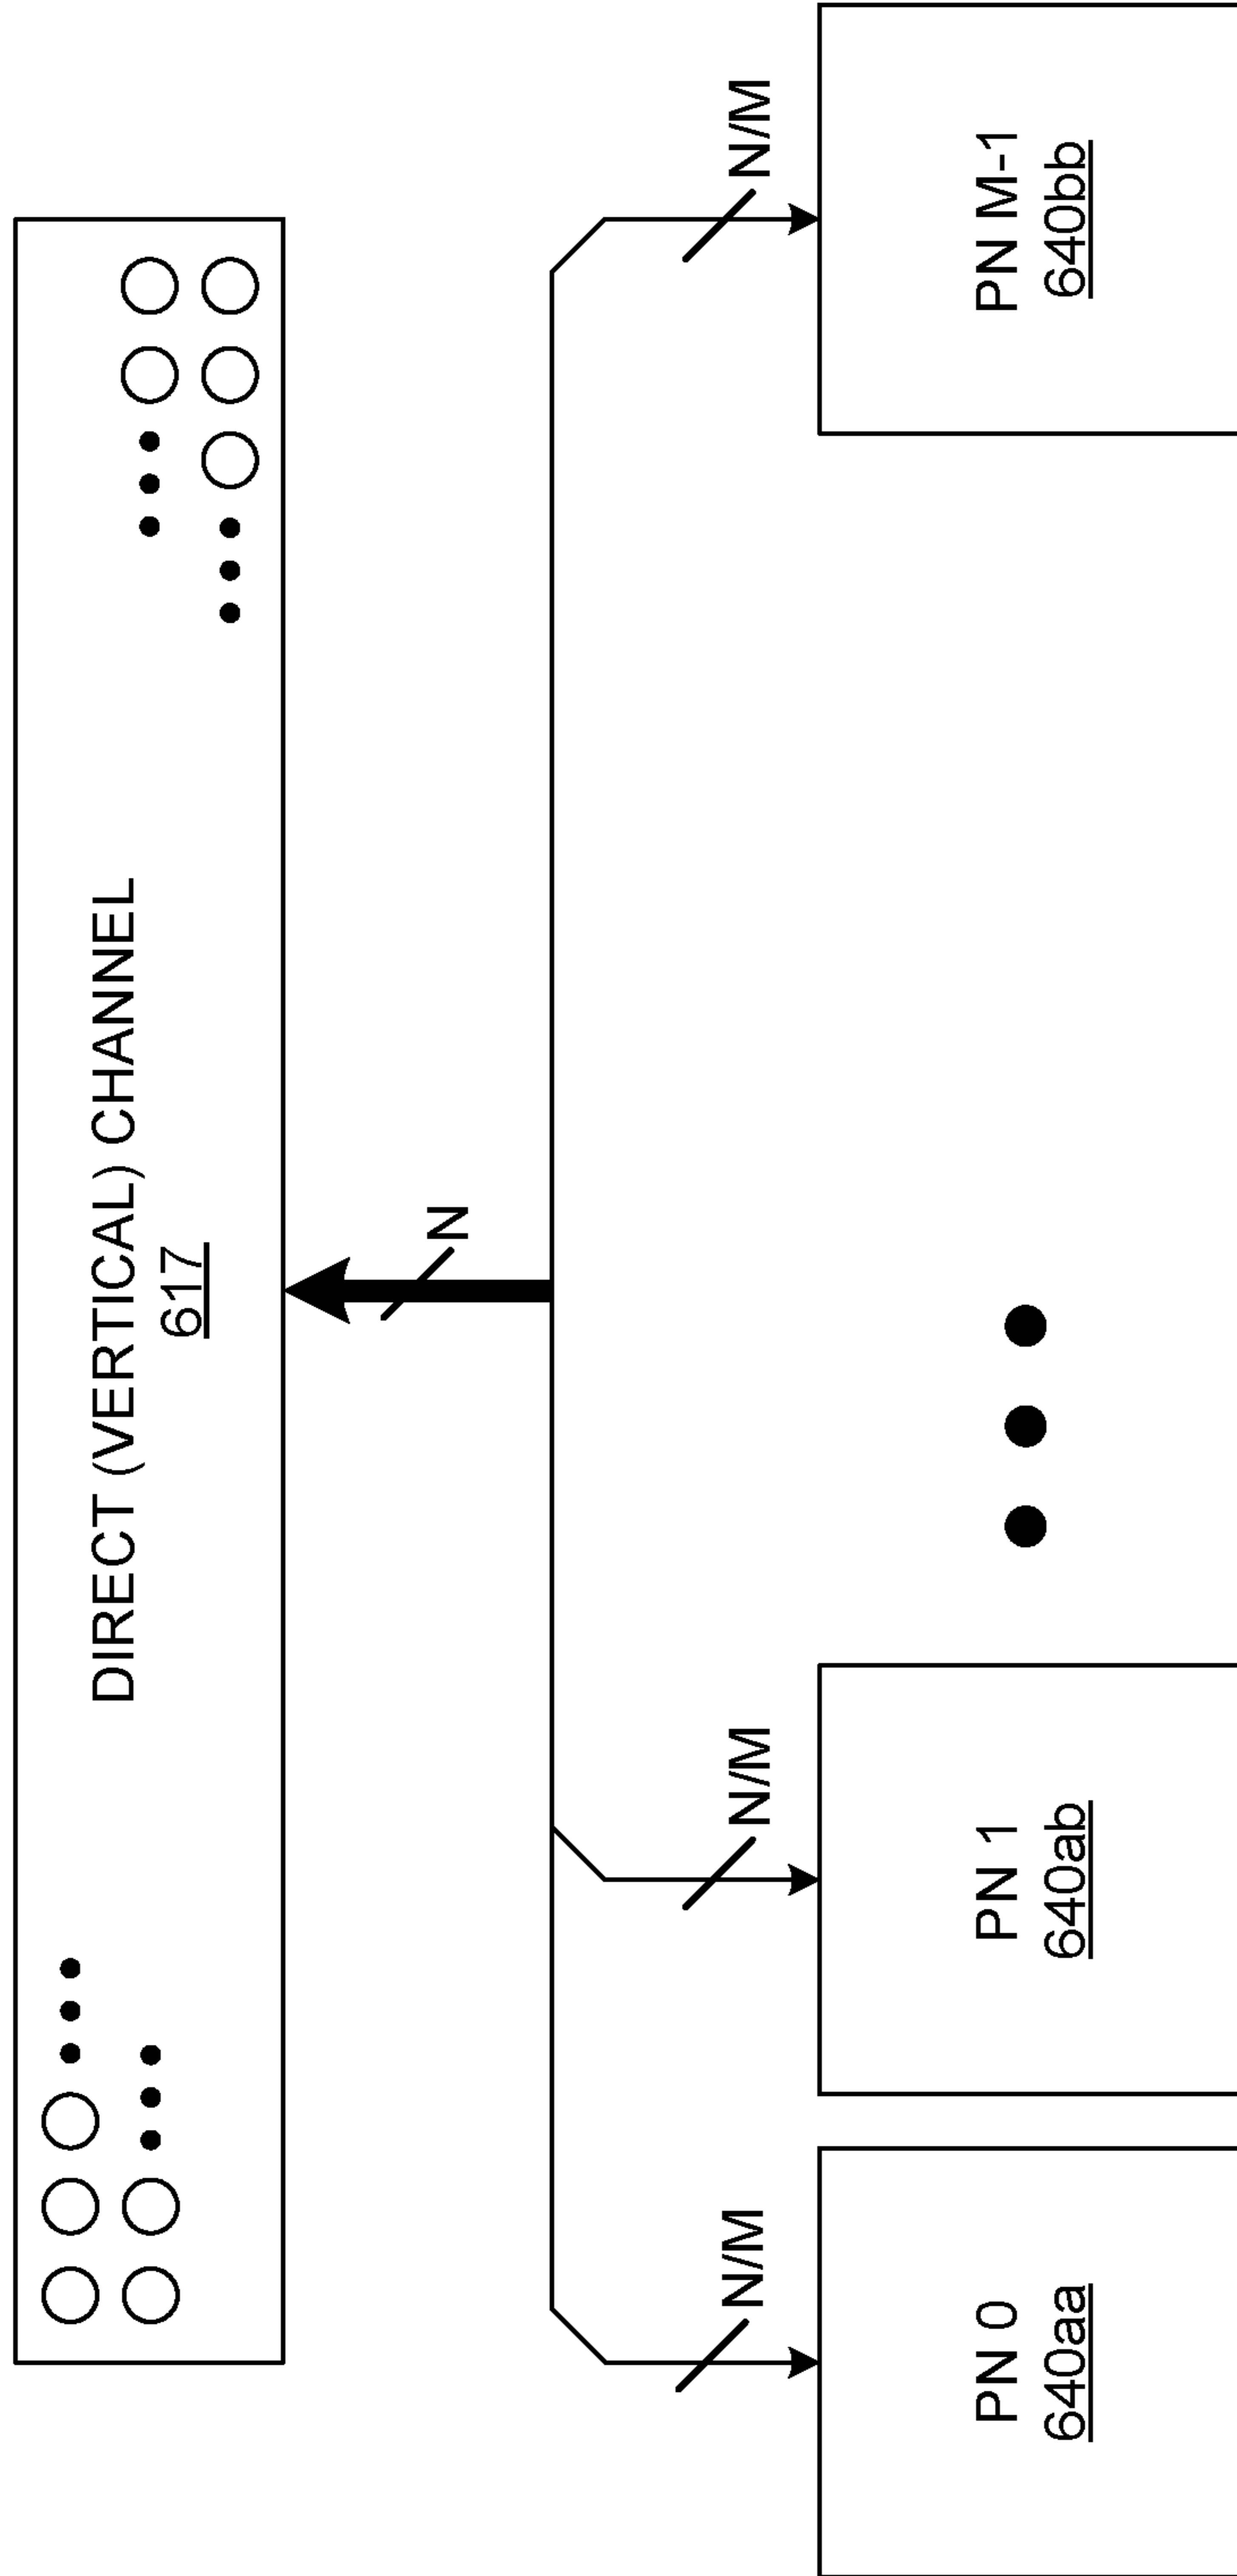 DIRECT (VERTICAL) CHANNEL
617
N
N/M
N/M
N/M
PN 0
640aa
PN 1
640ab
PN M-1
640bb